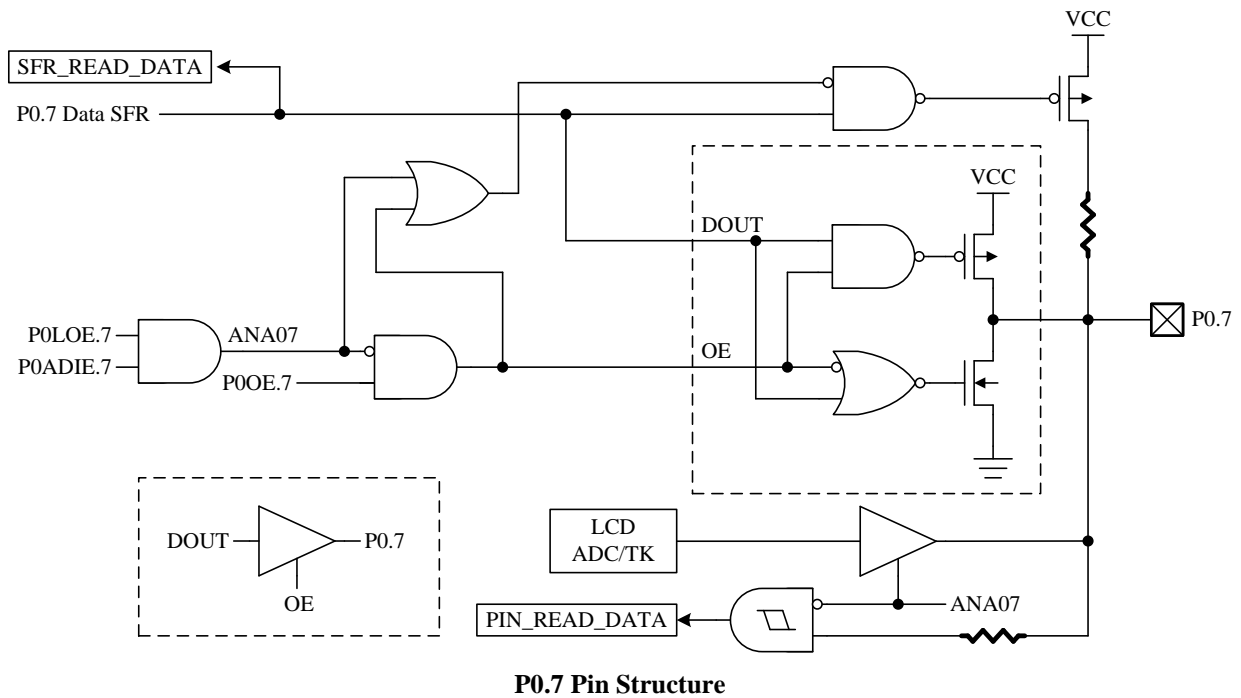 VCC
SFR_READ_DATA
P0.7 Data SFR
VCC
DOUT
P0LOE.7
ANA07
P0ADIE.7
P0OE.7
OE
P0.7
DOUT
P0.7
OE
LCD
ADC/TK
PIN_READ_DATA
ANA07
P0.7 Pin Structure